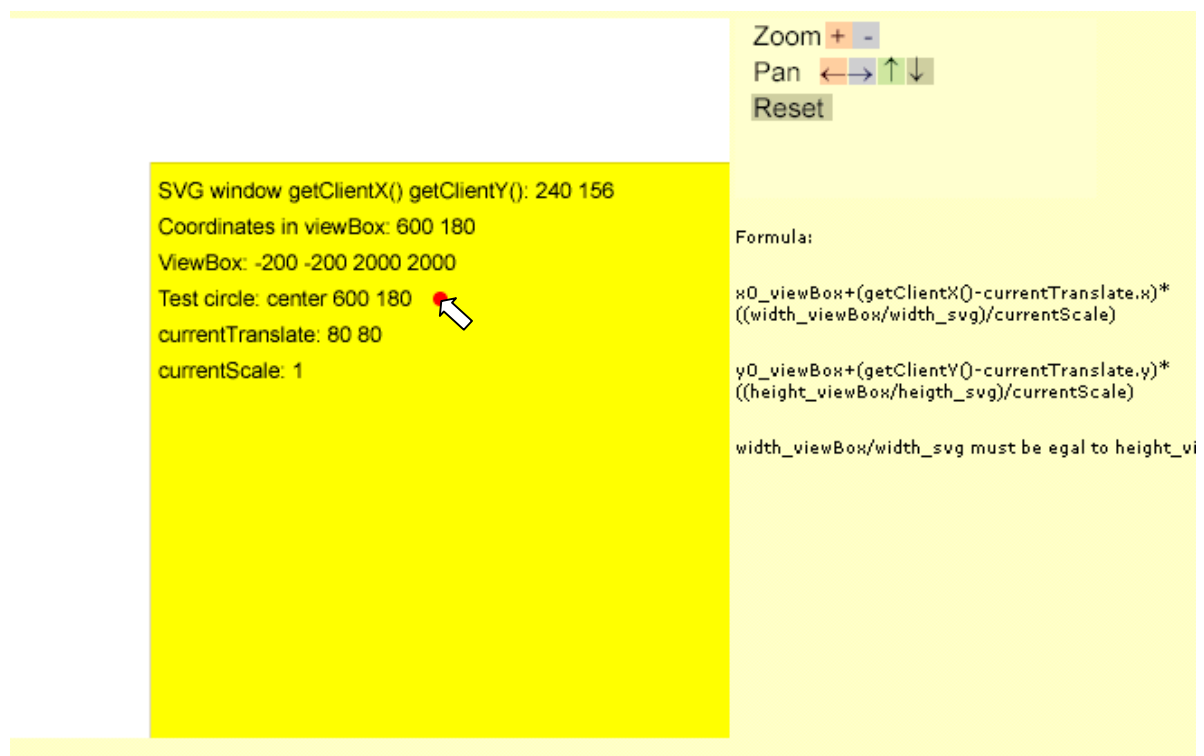 Zoom + -
Pan ←→↑↓
Reset
SVG window getClientX() getClientY(): 240 156
Coordinates in viewBox: 600 180
ViewBox: -200 -200 2000 2000
Test circle: center 600 180
currentTranslate: 80 80
currentScale: 1
Formula:
x0_viewBox+(getClientX()-currentTranslate.x)*
((width_viewBox/width_svg)/currentScale)
y0_viewBox+(getClientY()-currentTranslate.y)*
((height_viewBox/heigth_svg)/currentScale)
width_viewBox/width_svg must be egal to height_vi